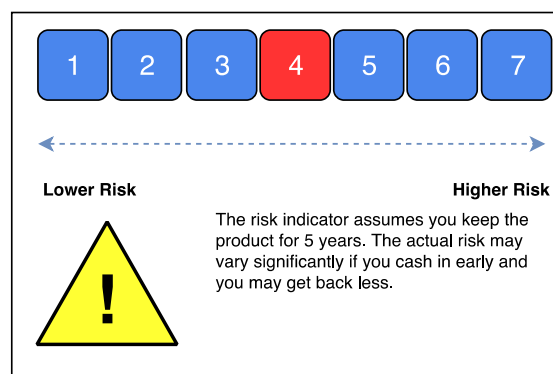 1 2 3 4 5 6 7
Lower Risk Higher Risk
The risk indicator assumes you keep the
product for 5 years. The actual risk may
vary significantly if you cash in early and
you may get back less.
!